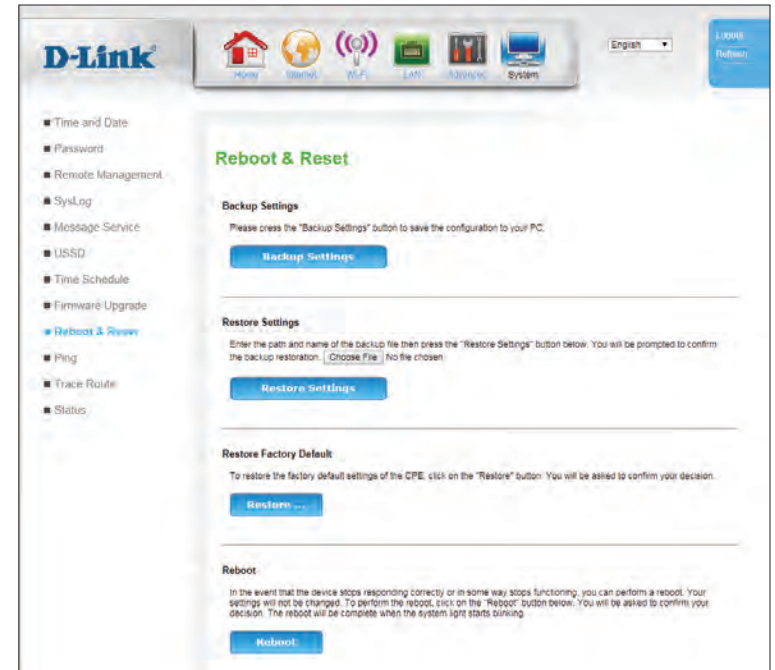 D-Link
Home
Internet
Wi-Fi
LAN
Advanced
System
English
Logout
Refresh
Time and Date
Password
Remote Management
SysLog
Message Service
USSD
Time Schedule
Firmware Upgrade
Reboot & Reset
Ping
Trace Route
Status
Reboot & Reset
Backup Settings
Please press the "Backup Settings" button to save the configuration to your PC.
Backup Settings
Restore Settings
Enter the path and name of the backup file then press the "Restore Settings" button below. You will be prompted to confirm
the backup restoration. Choose File No file chosen
Restore Settings
Restore Factory Default
To restore the factory default settings of the CPE, click on the "Restore" button. You will be asked to confirm your decision.
Restore ...
Reboot
In the event that the device stops responding correctly or in some way stops functioning, you can perform a reboot. Your
settings will not be changed. To perform the reboot, click on the "Reboot" button below. You will be asked to confirm your
decision. The reboot will be complete when the system light starts blinking.
Reboot